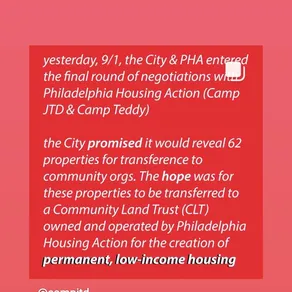 yesterday, 9/1, the City & PHA entered
the final round of negotiations with
Philadelphia Housing Action (Camp
JTD & Camp Teddy)
the City promised it would reveal 62
properties for transference to
community orgs. The hope was for
these properties to be transferred to
a Community Land Trust (CLT)
owned and operated by Philadelphia
Housing Action for the creation of
permanent, low-income housing